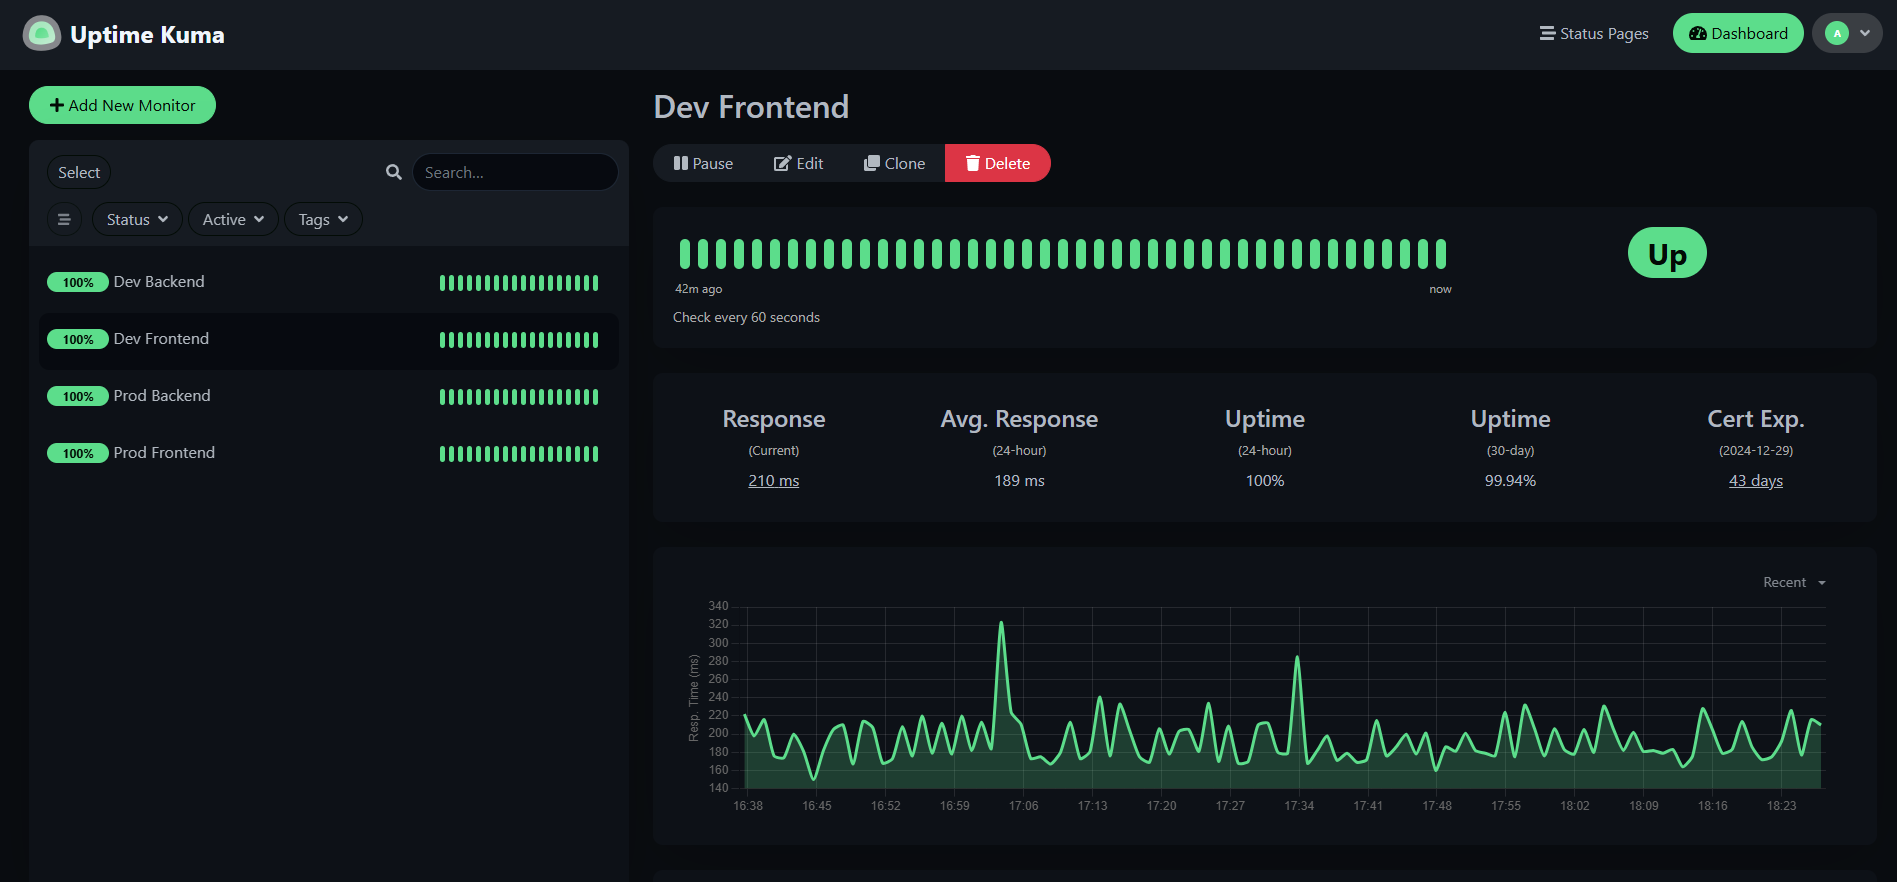 Uptime Kuma
Status Pages
Dashboard
A
Add New Monitor
Select
Search...
Status
Active
Tags
100% Dev Backend
100% Dev Frontend
100% Prod Backend
100% Prod Frontend
Dev Frontend
Pause
Edit
Clone
Delete
42m ago
now
Check every 60 seconds
Up
Response
(Current)
210 ms
Avg. Response
(24-hour)
189 ms
Uptime
(24-hour)
100%
Uptime
(30-day)
99.94%
Cert Exp.
(2024-12-29)
43 days
Recent
Resp. Time (ms)
340
320
300
280
260
240
220
200
180
160
140
16:38 16:45 16:52 16:59 17:06 17:13 17:20 17:27 17:34 17:41 17:48 17:55 18:02 18:09 18:16 18:23